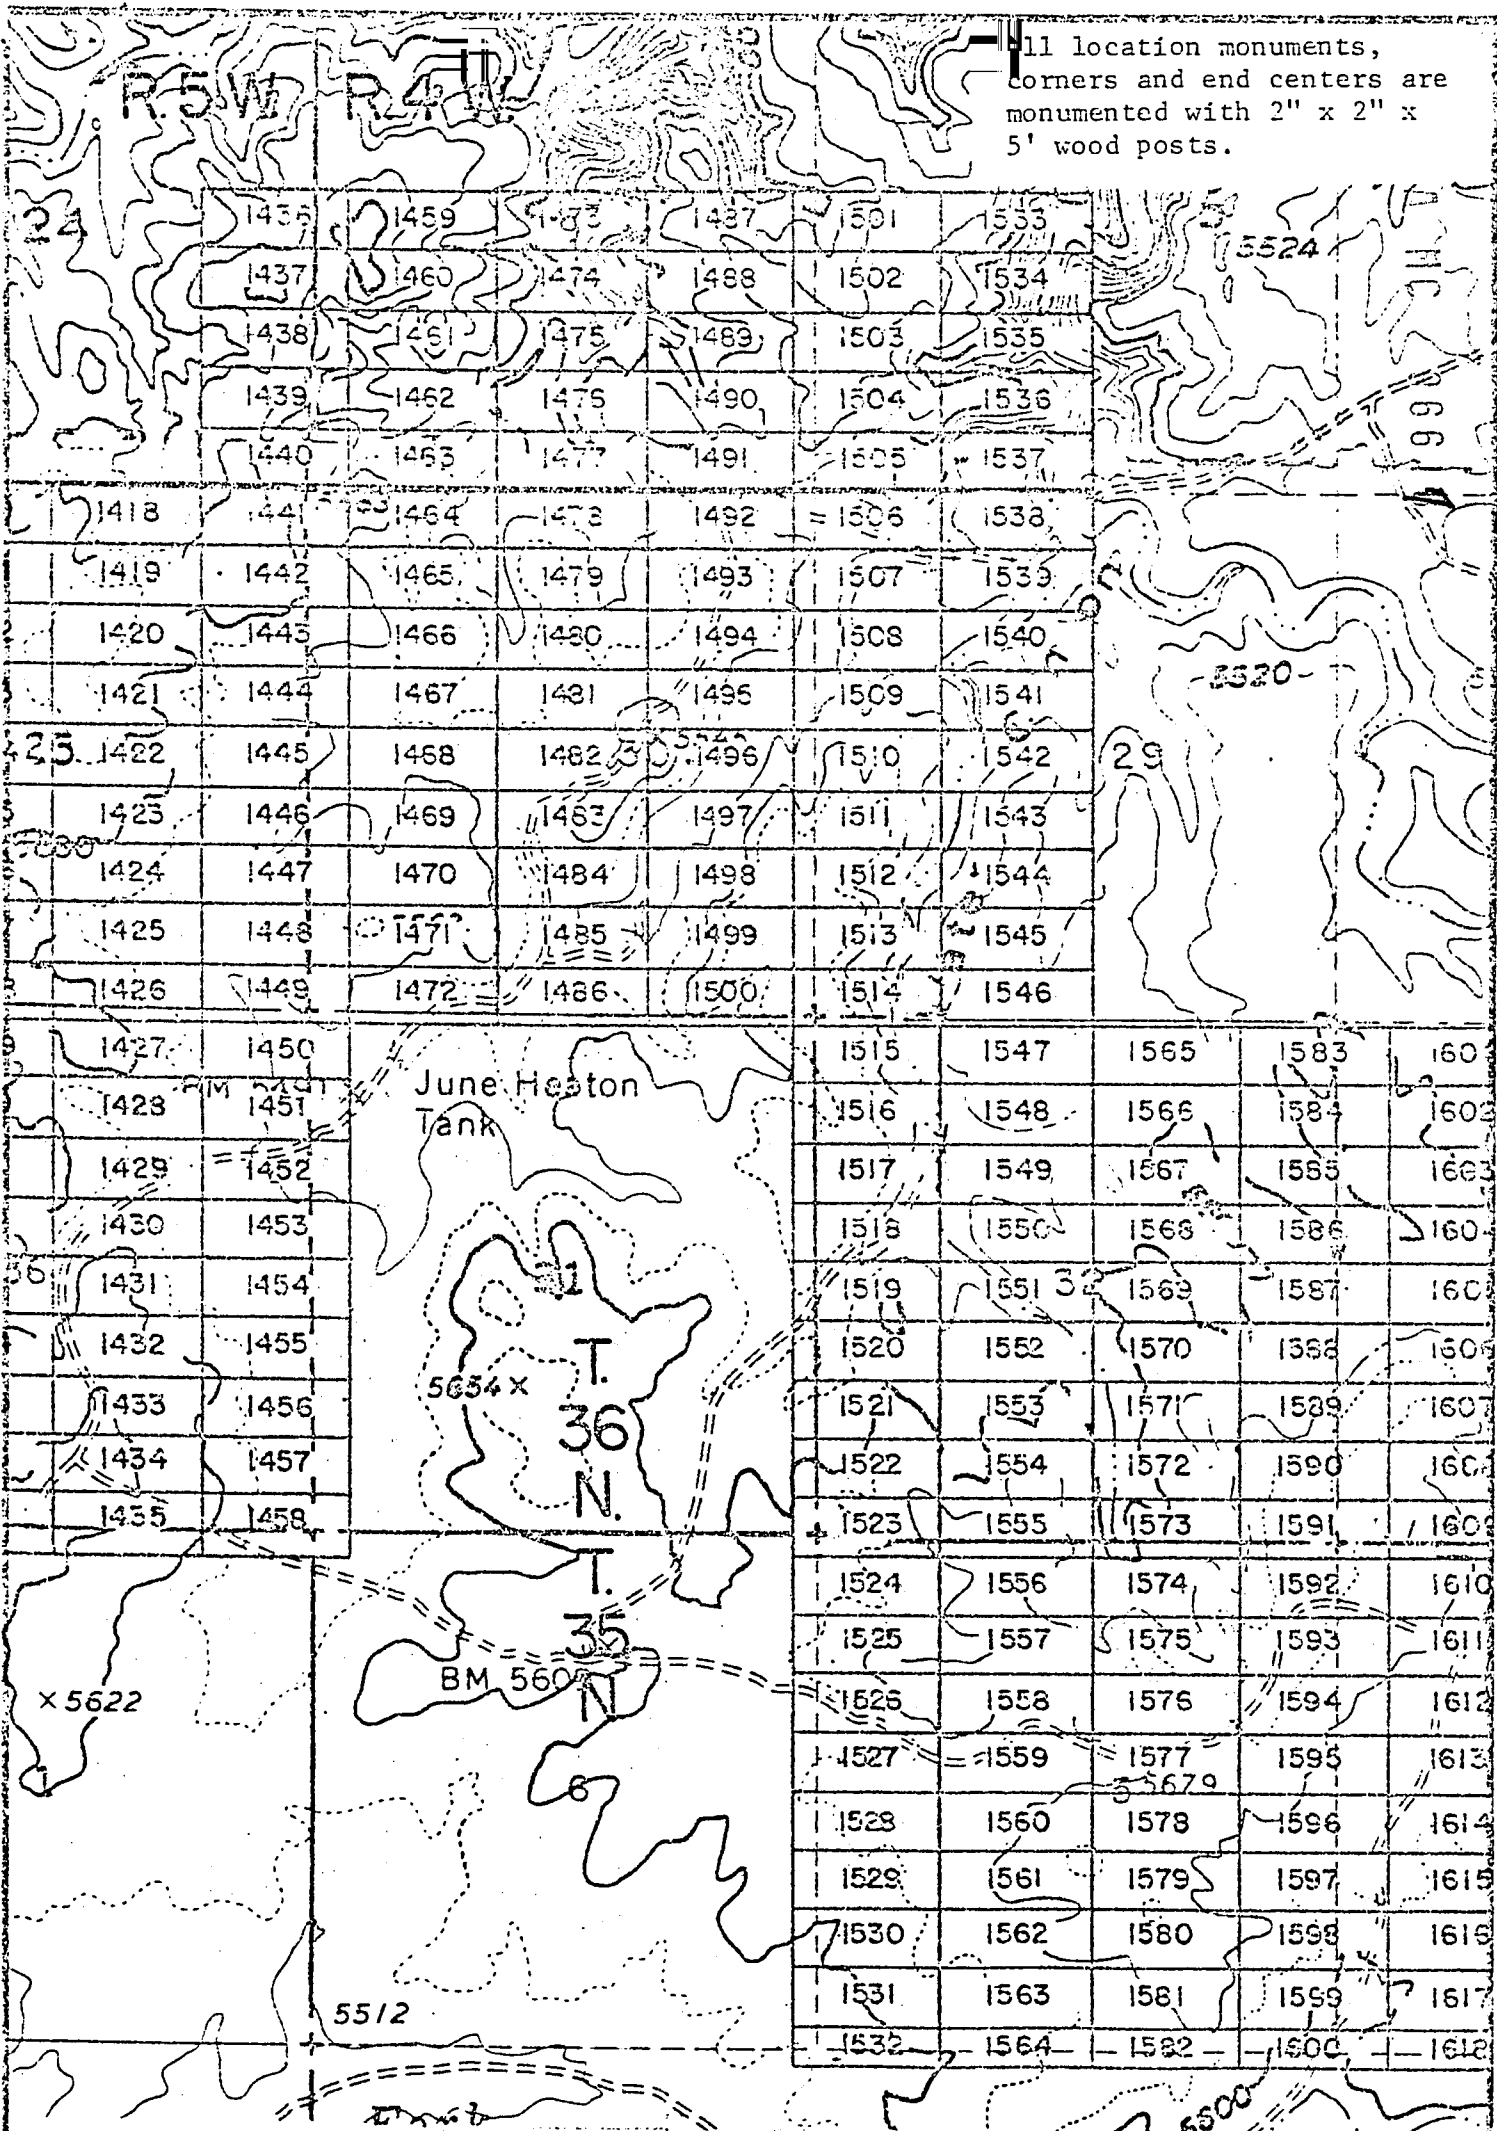 11 location monuments,
corners and end centers are
monumented with 2" x 2" x
5' wood posts.
R.5W. R.4W.
24 1436 1459 1487 1501 1533
5524
1437 1460 1474 1488 1502 1534
1438 1461 1475 1489 1503 1535
1439 1462 1476 1490 1504 1536
1440 1463 1477 1491 1505 1537
1418 1464 1478 1492 1506 1538
1419 1442 1465 1479 1493 1507 1539
1420 1443 1466 1480 1494 1508 1540
5520
1421 1444 1467 1481 1495 1509 1541
1422 1445 1468 1482 30 1496 1510 1542 29
1423 1446 1469 1483 1497 1511 1543
1424 1447 1470 1484 1498 1512 1544
1425 1448 1471 1485 1499 1513 1545
1426 1449 1472 1486 1500 1514 1546
1427 1450 1515 1547 1565 1583
June Heaton
Tank
1428 1451 1516 1548 1566 1584 1602
1429 1452 1517 1549 1567 1585 1603
1430 1453 1518 1550 1568 1586
31
1431 1454 1519 1551 32 1569 1587
T.
1432 1455 1520 1552 1570 1588
5654 ×
36
1433 1456 1521 1553 1571 1589 1607
1434 1457 1522 1554 1572 1590
N.
1435 1458 1523 1555 1573 1591
T.
1524 1556 1574 1592 1610
35
1525 1557 1575 1593 1611
BM 560
N
× 5622 1526 1558 1576 1594 1612
1527 1559 1577 1595 1613
6 5 5679
1528 1560 1578 1596 1614
1529 1561 1579 1597 1615
1530 1562 1580 1598 1616
1531 1563 1581 1599 1617
5512
1532 1564 1582 1600 1618
5500